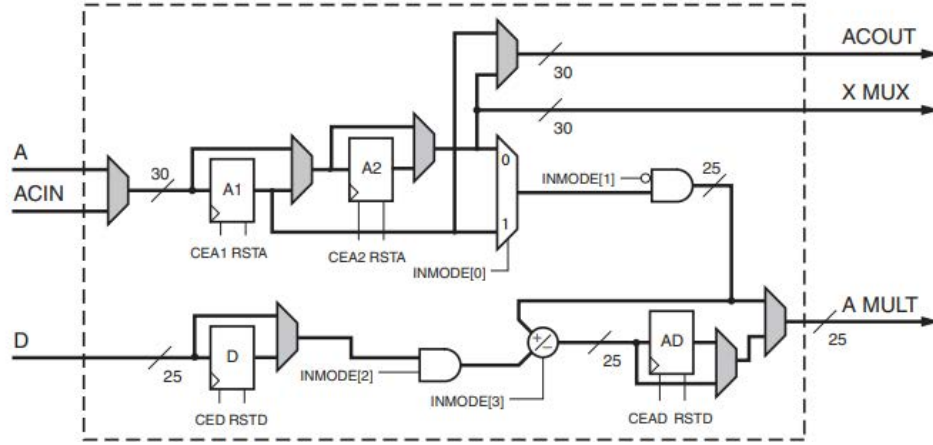 ACOUT
30
X MUX
30
A
ACIN
30
A1
A2
0
1
INMODE[1]
25
CEA1 RSTA
CEA2 RSTA
INMODE[0]
D
25
D
INMODE[2]
+
−
25
AD
A MULT
25
INMODE[3]
CED RSTD
CEAD RSTD